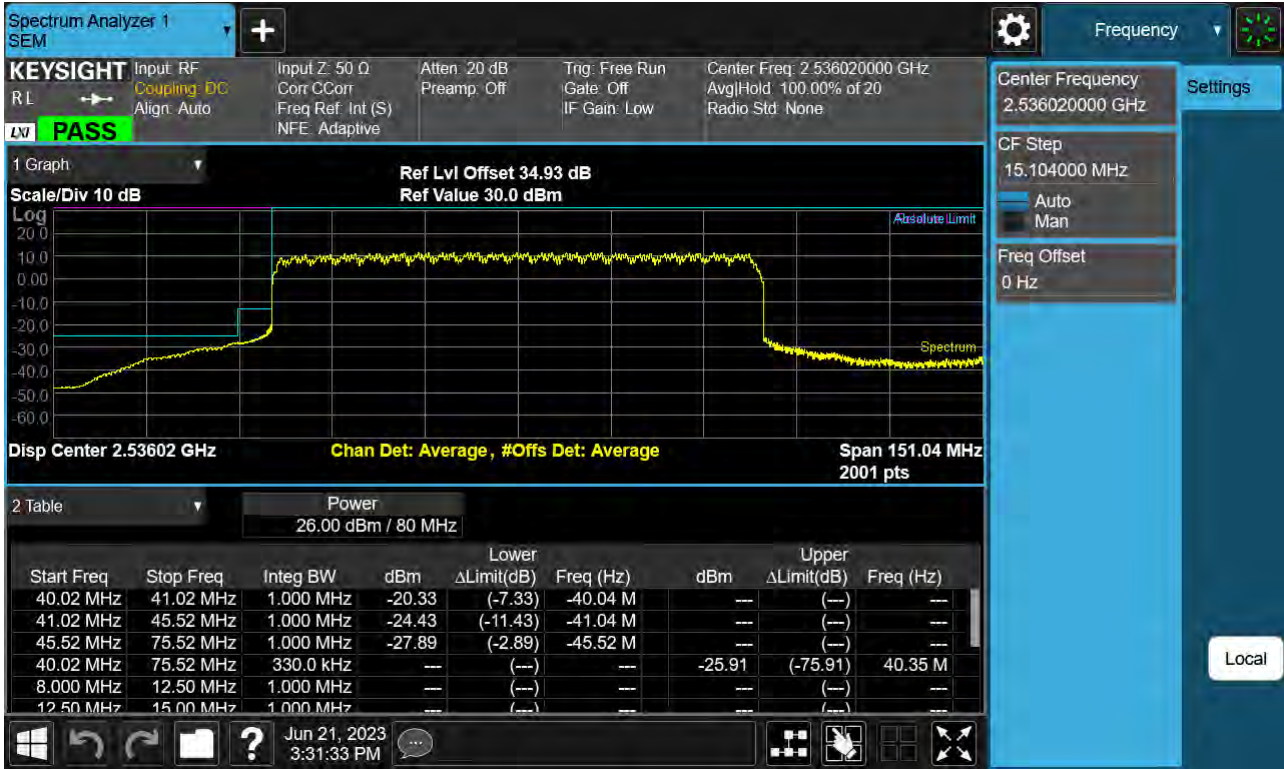 Spectrum Analyzer 1
SEM
+
Frequency
KEYSIGHT
RL
LXI
PASS
Input: RF
Coupling: DC
Align: Auto
Input Z: 50 Ω
Corr CCorr
Freq Ref: Int (S)
NFE: Adaptive
Atten: 20 dB
Preamp: Off
Trig: Free Run
Gate: Off
IF Gain: Low
Center Freq: 2.536020000 GHz
Avg|Hold: 100.00% of 20
Radio Std: None
Center Frequency
2.536020000 GHz
Settings
CF Step
15.104000 MHz
Auto
Man
Freq Offset
0 Hz
Local
1 Graph
Scale/Div 10 dB
Ref Lvl Offset 34.93 dB
Ref Value 30.0 dBm
Log
20.0
10.0
0.00
-10.0
-20.0
-30.0
-40.0
-50.0
-60.0
Spectrum
Disp Center 2.53602 GHz
Chan Det: Average, #Offs Det: Average
Span 151.04 MHz
2001 pts
2 Table
Power
26.00 dBm / 80 MHz
Lower Upper
Start Freq Stop Freq Integ BW dBm ΔLimit(dB) Freq (Hz) dBm ΔLimit(dB) Freq (Hz)
40.02 MHz 41.02 MHz 1.000 MHz -20.33 (-7.33) -40.04 M --- (---) ---
41.02 MHz 45.52 MHz 1.000 MHz -24.43 (-11.43) -41.04 M --- (---) ---
45.52 MHz 75.52 MHz 1.000 MHz -27.89 (-2.89) -45.52 M --- (---) ---
40.02 MHz 75.52 MHz 330.0 kHz --- (---) --- -25.91 (-75.91) 40.35 M
8.000 MHz 12.50 MHz 1.000 MHz --- (---) --- --- (---) ---
12.50 MHz 15.00 MHz 1.000 MHz --- (---) --- --- (---) ---
?
Jun 21, 2023
3:31:33 PM